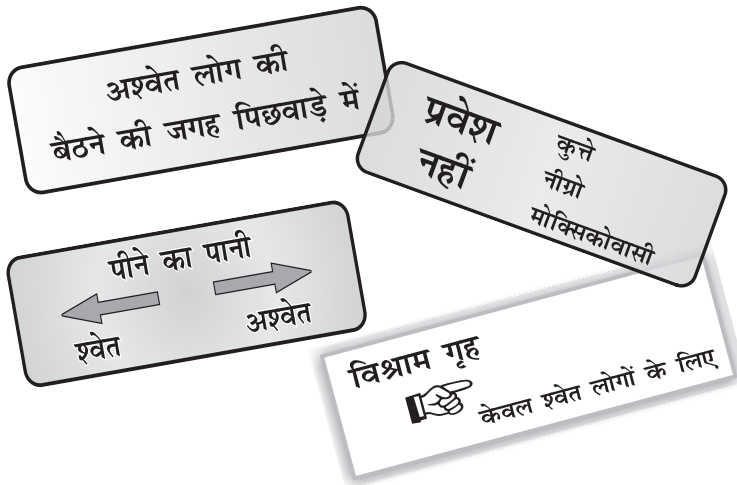 अश्वेत लोग की
बैठने की जगह पिछवाड़े में
प्रवेश
नहीं
कुत्ते
नीग्रो
मोक्सिकोवासी
पीने का पानी
श्वेत
अश्वेत
विश्राम गृह
केवल श्वेत लोगों के लिए